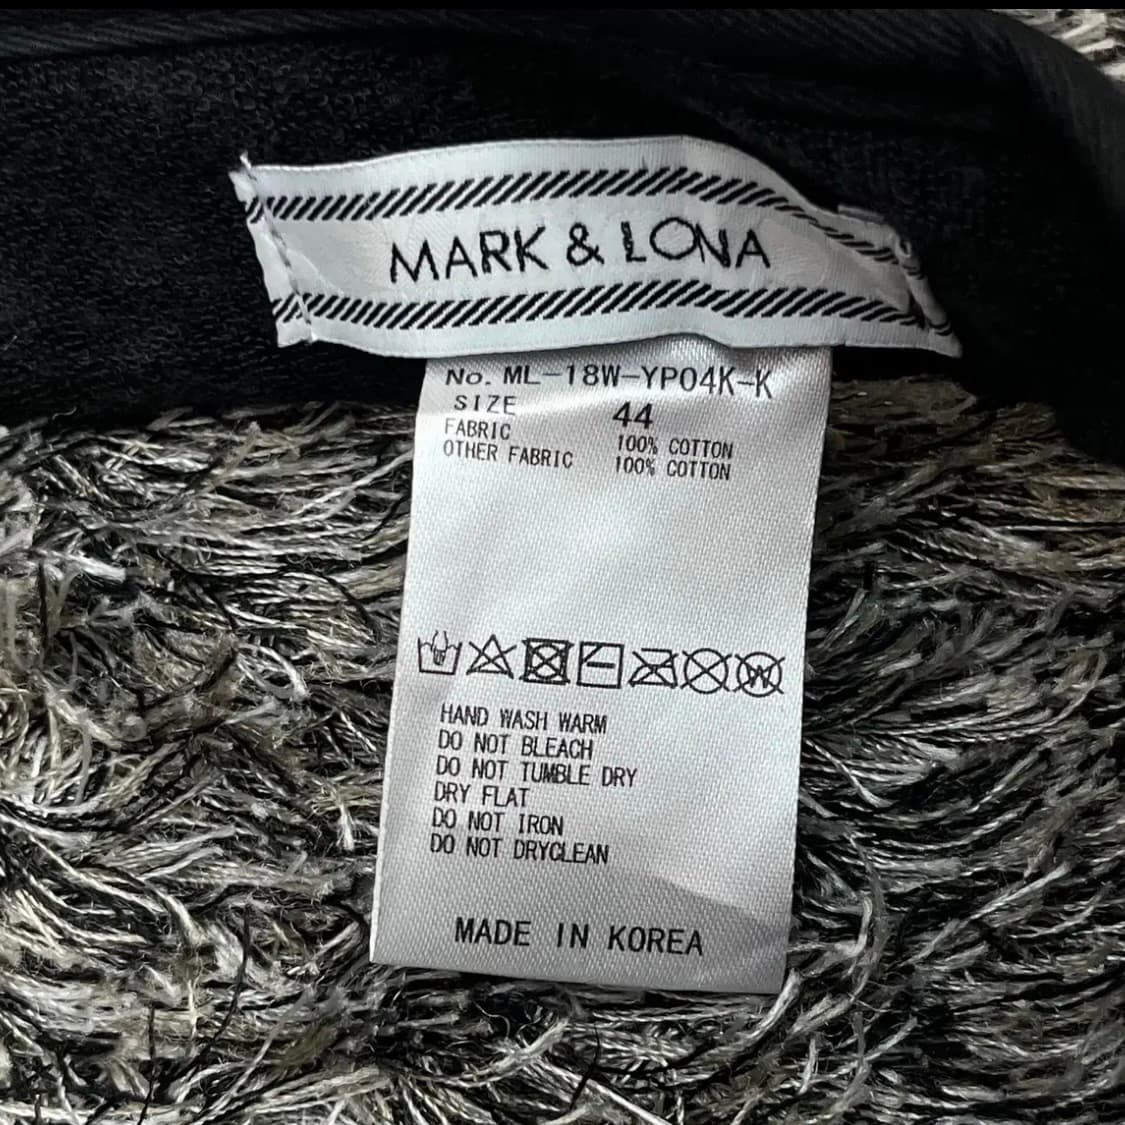 MARK & LONA
No. ML-18W-YP04K-K
SIZE 44
FABRIC 100% COTTON
OTHER FABRIC 100% COTTON
W
HAND WASH WARM
DO NOT BLEACH
DO NOT TUMBLE DRY
DRY FLAT
DO NOT IRON
DO NOT DRYCLEAN
MADE IN KOREA